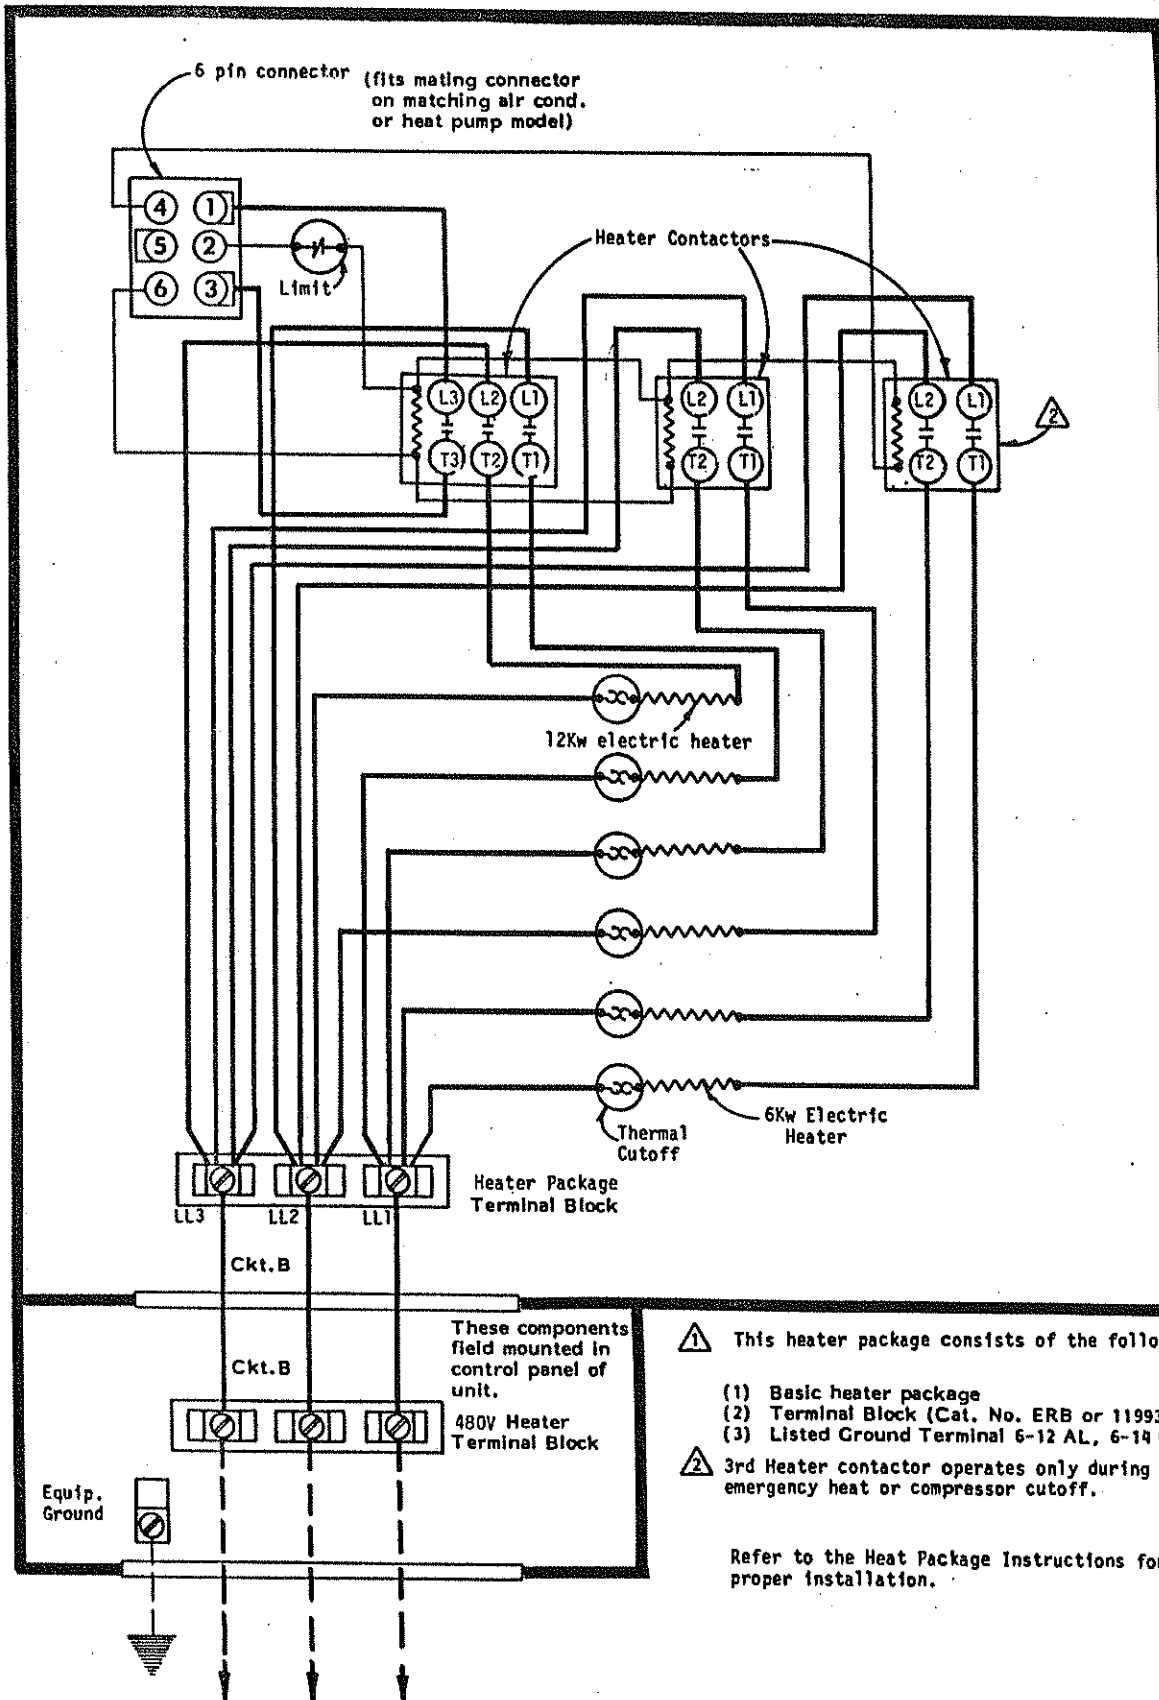 6 pin connector (fits mating connector
on matching air cond.
or heat pump model)
4 1
5 2
6 3
Limit
Heater Contactors
L3 L2 L1
T3 T2 T1
L2 L1
T2 T1
L2 L1
T2 T1
2
12Kw electric heater
6Kw Electric
Heater
Thermal
Cutoff
Heater Package
Terminal Block
LL3 LL2 LL1
Ckt.B
These components
field mounted in
control panel of
unit.
Ckt.B
480V Heater
Terminal Block
Equip.
Ground
1 This heater package consists of the follo
(1) Basic heater package
(2) Terminal Block (Cat. No. ERB or 11993
(3) Listed Ground Terminal 6-12 AL, 6-14
2 3rd Heater contactor operates only during
emergency heat or compressor cutoff.
Refer to the Heat Package Instructions for
proper installation.